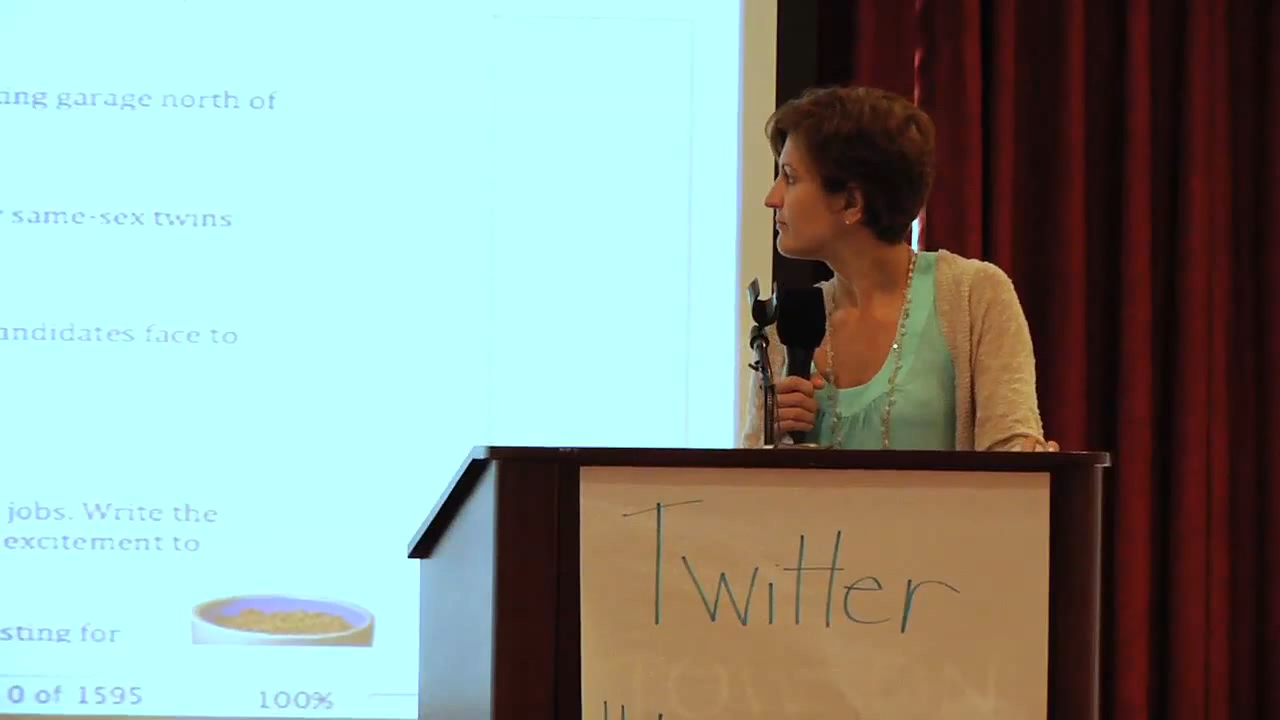 ing garage north of
same-sex twins
andidates face to
jobs. Write the
excitement to
sting for
0 of 1595 100%
Twitter
TOWSON